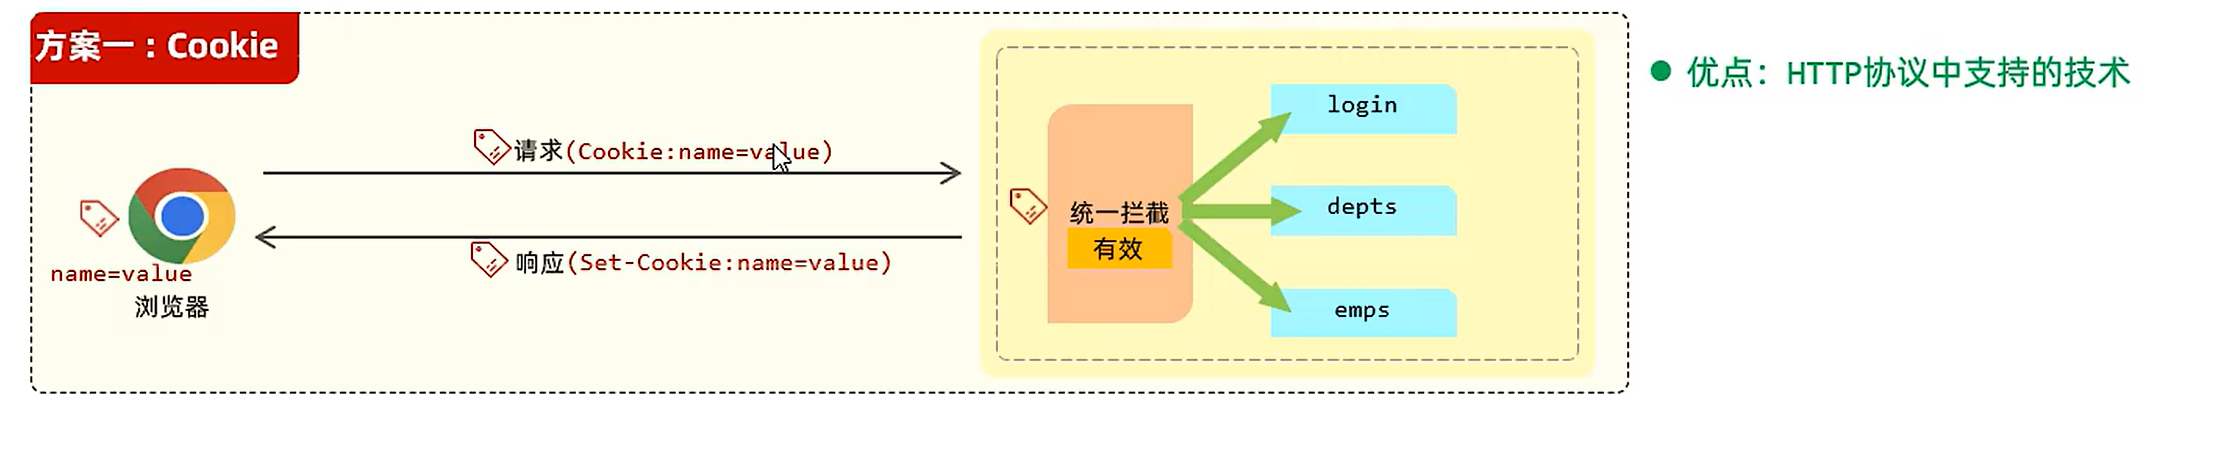 方案一：Cookie
优点：HTTP协议中支持的技术
请求(Cookie:name=value)
响应(Set-Cookie:name=value)
name=value
浏览器
统一拦截
有效
login
depts
emps